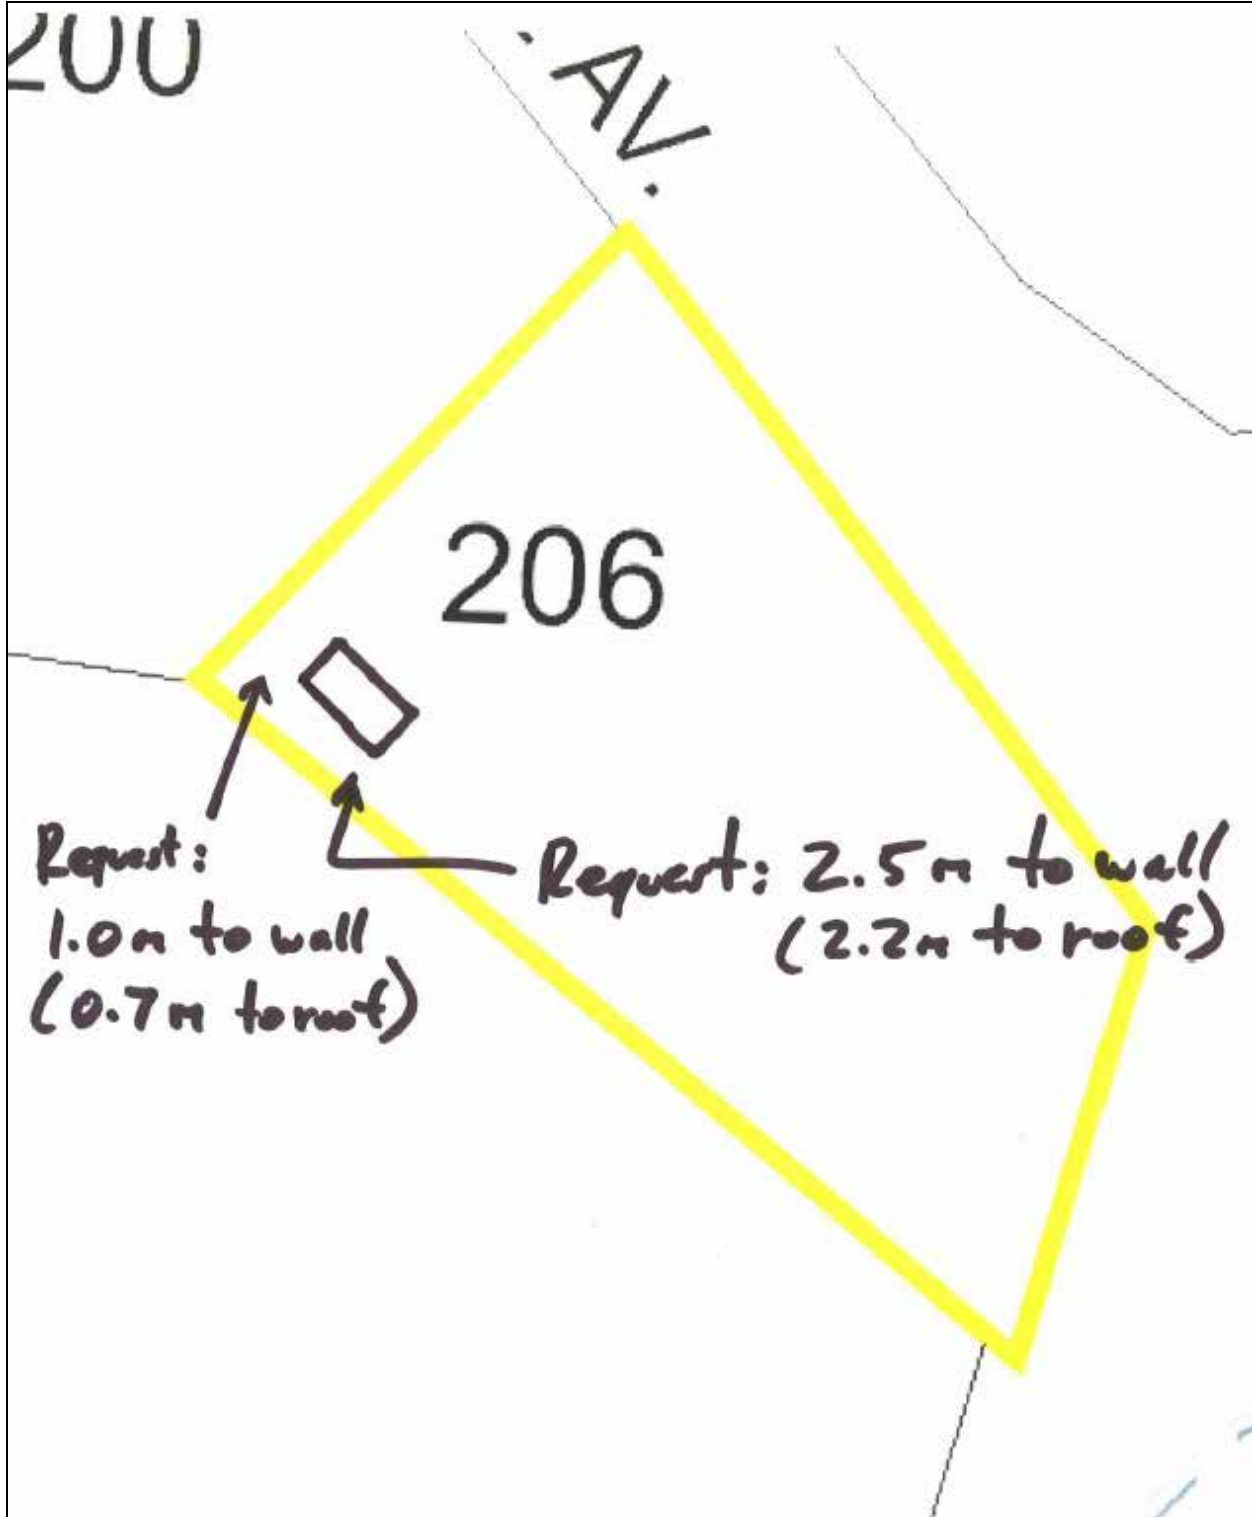 200
. AV.
206
Request:
1.0m to wall
(0.7m to roof)
Request: 2.5m to wall
(2.2m to roof)